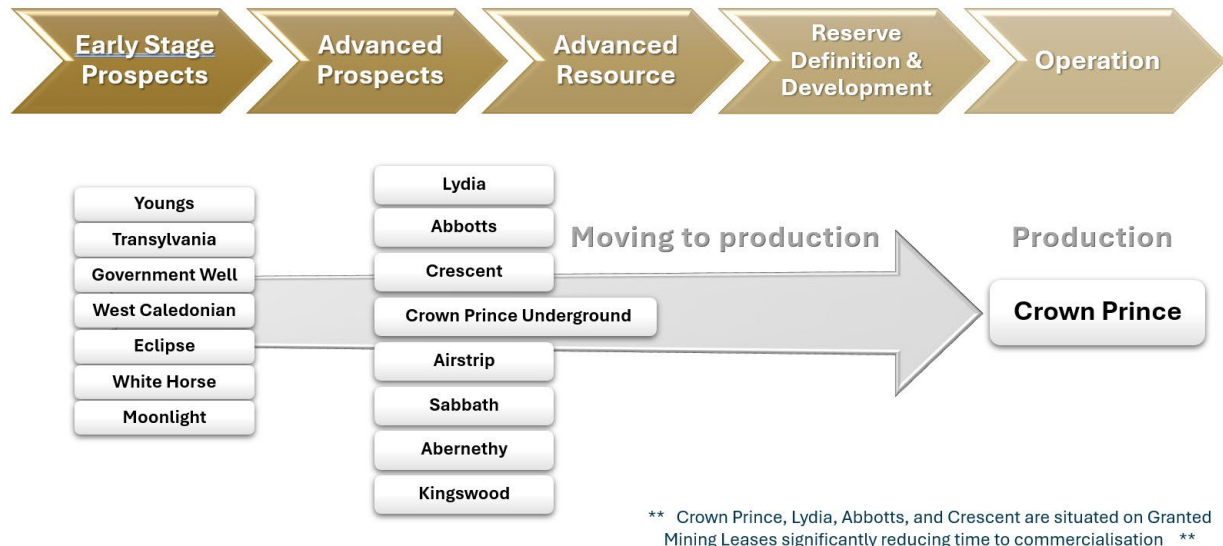 Early Stage
Prospects
Advanced
Prospects
Advanced
Resource
Reserve
Definition &
Development
Operation
Youngs
Transylvania
Government Well
West Caledonian
Eclipse
White Horse
Moonlight
Lydia
Abbotts
Crescent
Crown Prince Underground
Airstrip
Sabbath
Abernethy
Kingswood
Moving to production
Production
Crown Prince
** Crown Prince, Lydia, Abbotts, and Crescent are situated on Granted
Mining Leases significantly reducing time to commercialisation **